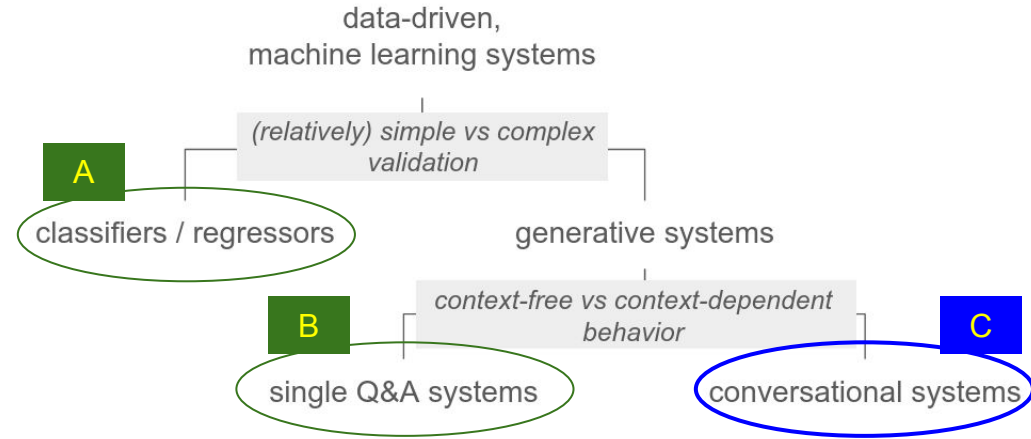 data-driven,
machine learning systems
(relatively) simple vs complex
validation
A
classifiers / regressors
generative systems
context-free vs context-dependent
behavior
B
C
single Q&A systems
conversational systems